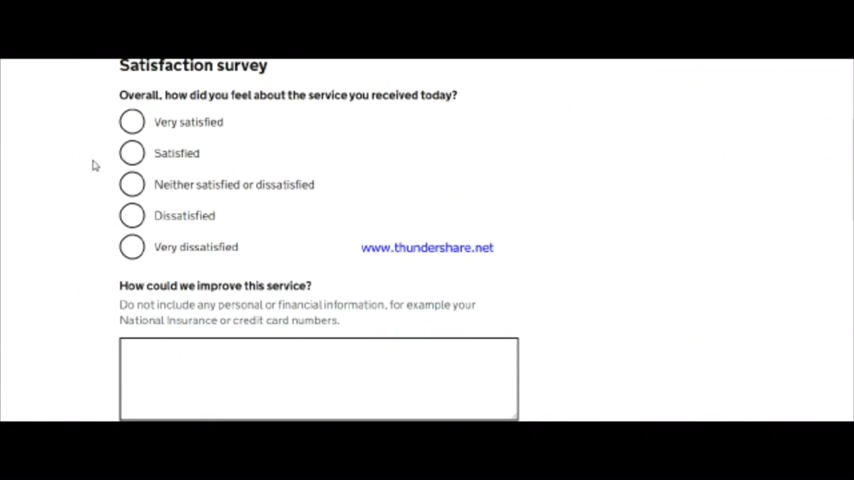 Satisfaction survey
Overall, how did you feel about the service you received today?
Very satisfied
Satisfied
Neither satisfied or dissatisfied
Dissatisfied
Very dissatisfied
www.thundershare.net
How could we improve this service?
Do not include any personal or financial information, for example your
National Insurance or credit card numbers.